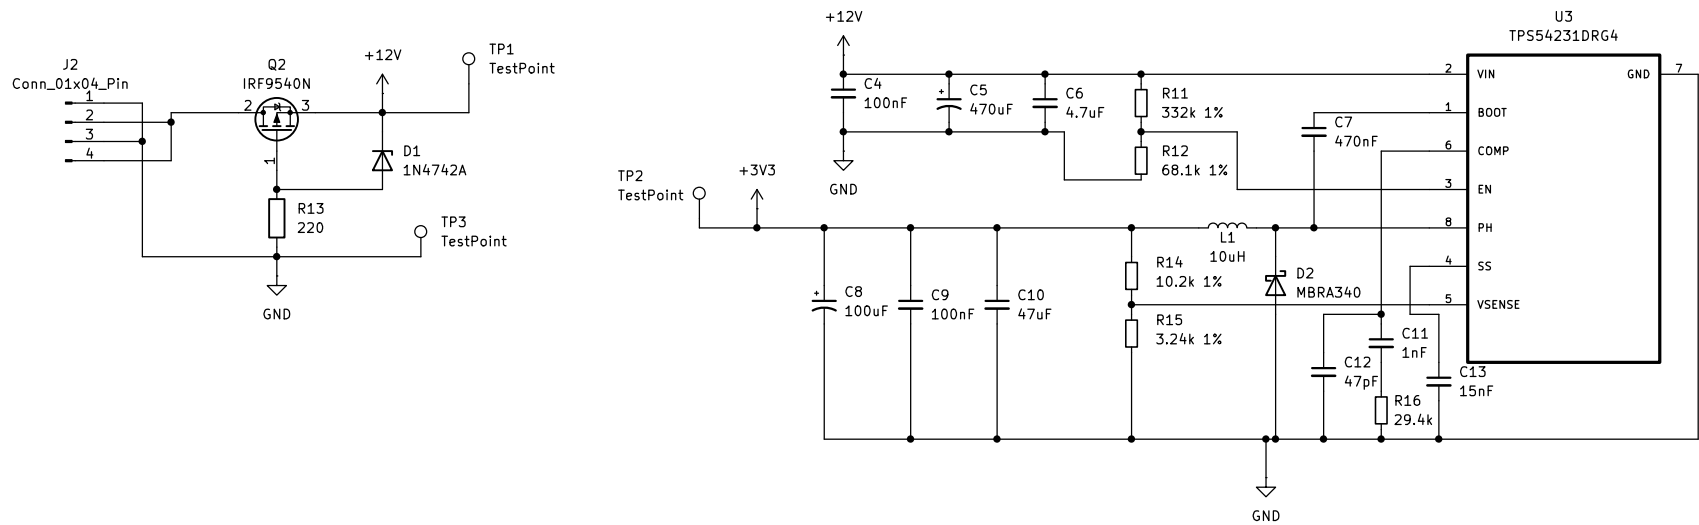 J2
Conn_01x04_Pin
1
2
3
4
Q2
IRF9540N
2
3
1
+12V
TP1
TestPoint
D1
1N4742A
R13
220
TP3
TestPoint
GND
+12V
C4
100nF
+
C5
470uF
C6
4.7uF
R11
332k 1%
R12
68.1k 1%
GND
TP2
TestPoint
+3V3
+
C8
100uF
C9
100nF
C10
47uF
R14
10.2k 1%
R15
3.24k 1%
L1
10uH
D2
MBRA340
C7
470nF
C12
47pF
C11
1nF
R16
29.4k
C13
15nF
GND
U3
TPS54231DRG4
2 VIN
1 BOOT
6 COMP
3 EN
8 PH
4 SS
5 VSENSE
GND 7